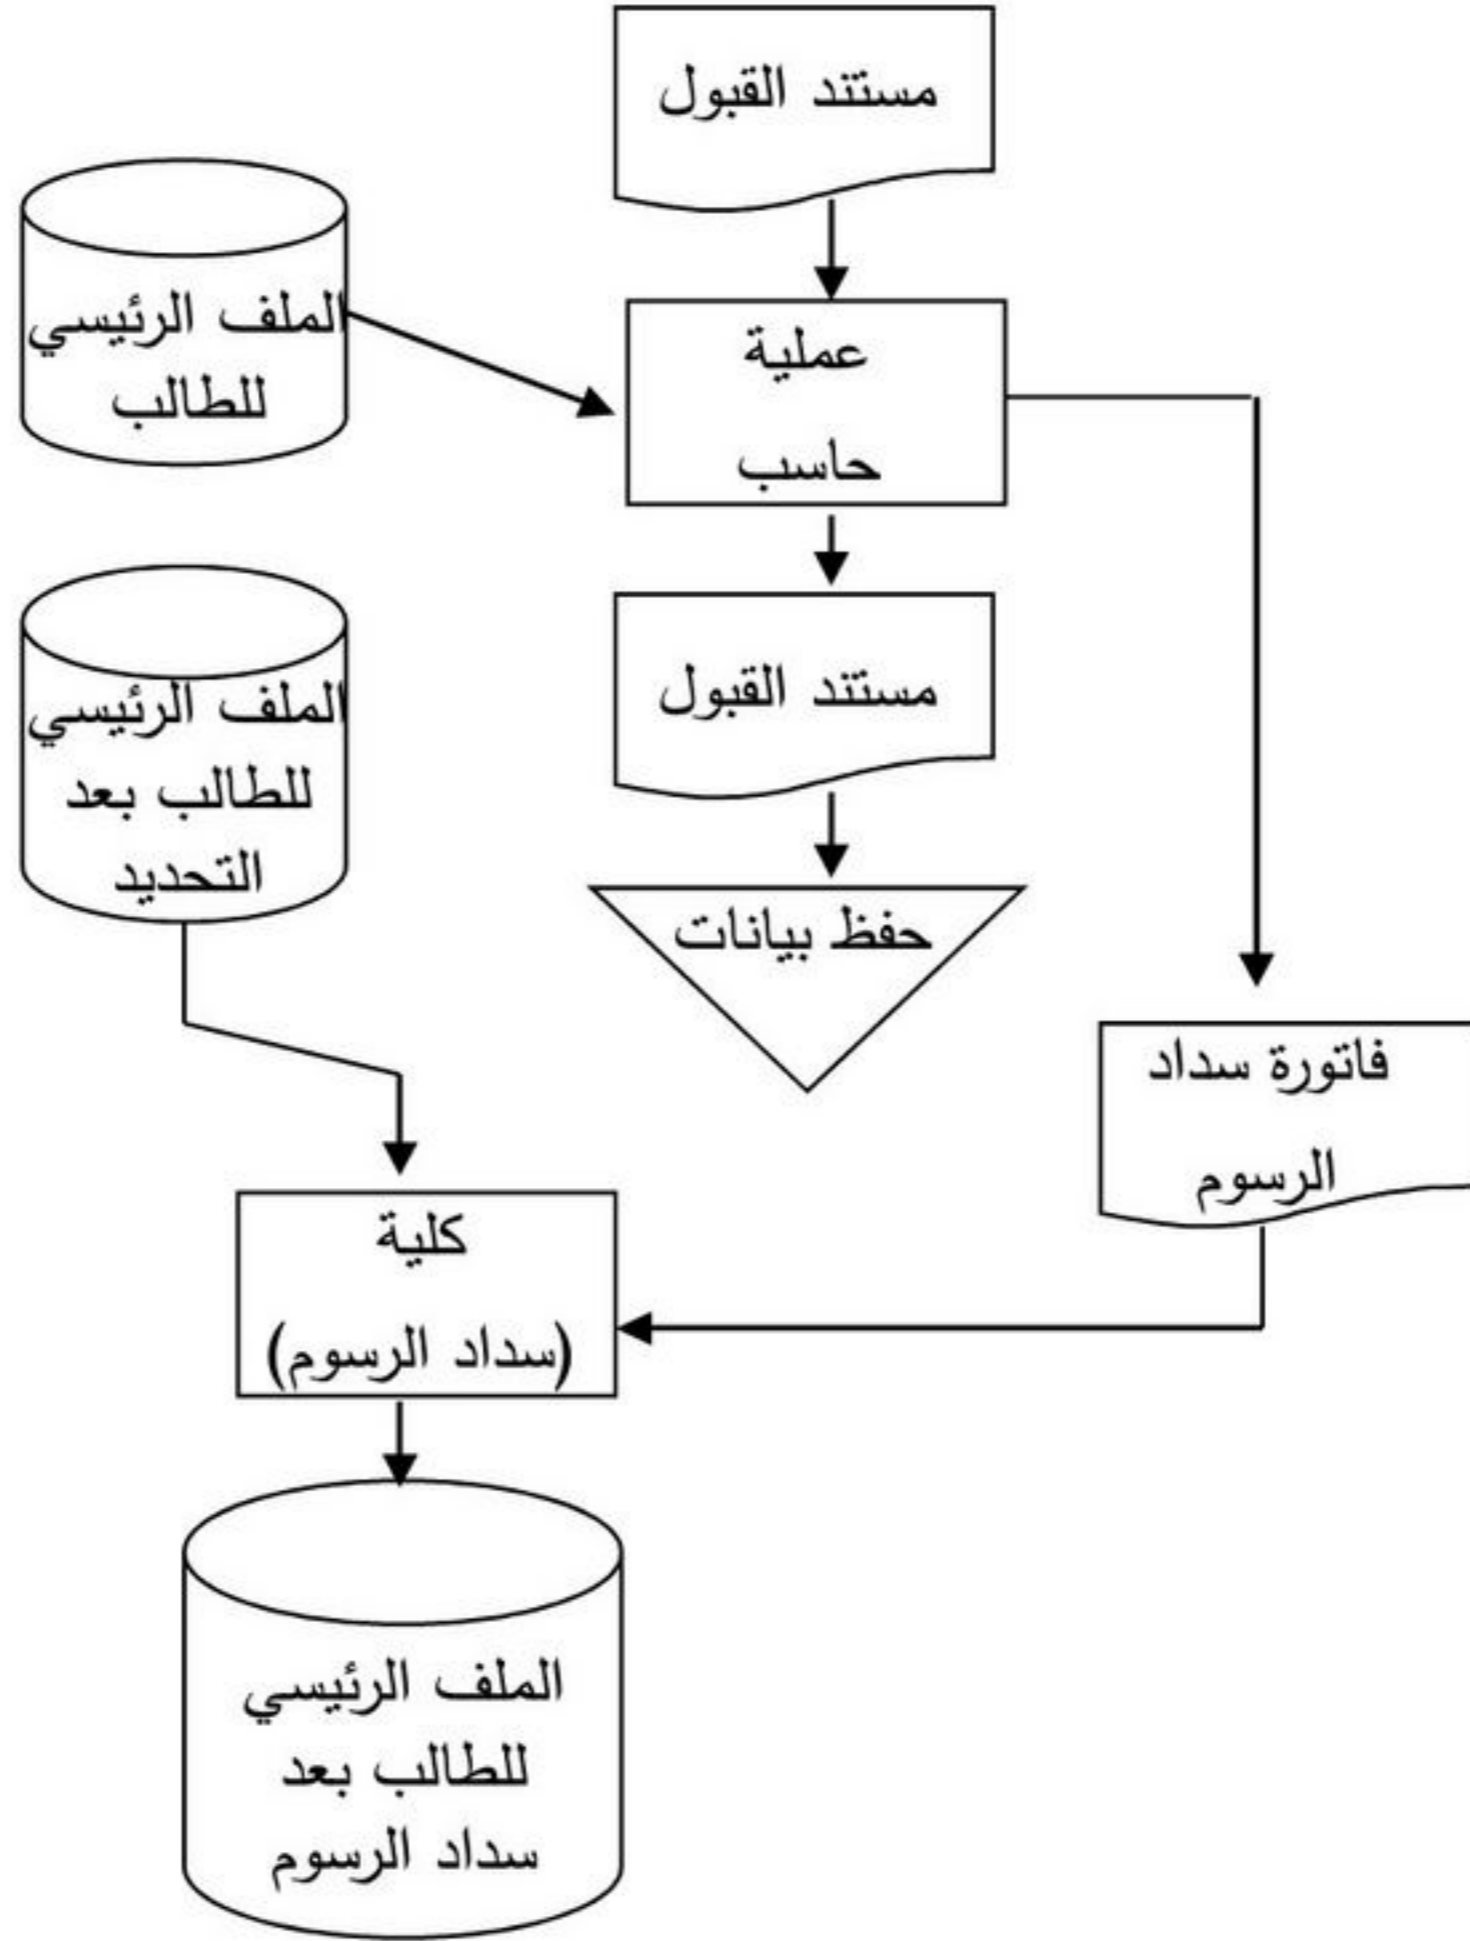 مستند القبول
الملف الرئيسي
للطالب
عملية
حاسب
الملف الرئيسي
للطالب بعد
التحديد
مستند القبول
حفظ بيانات
فاتورة سداد
الرسوم
كلية
(سداد الرسوم)
الملف الرئيسي
للطالب بعد
سداد الرسوم